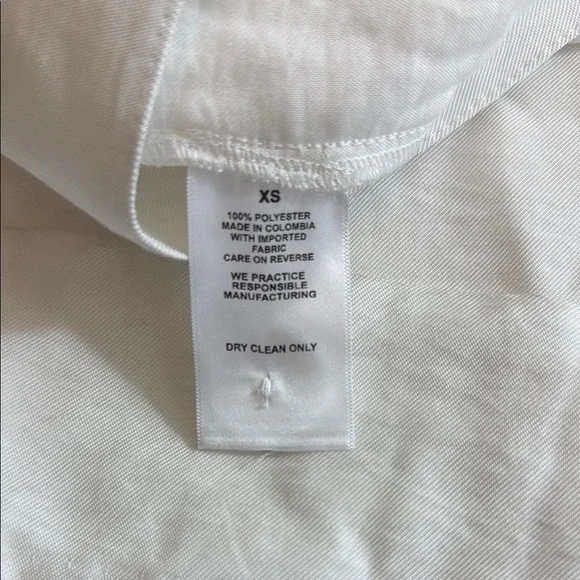 XS
100% POLYESTER
MADE IN COLOMBIA
WITH IMPORTED
FABRIC
CARE ON REVERSE
WE PRACTICE
RESPONSIBLE
MANUFACTURING
DRY CLEAN ONLY